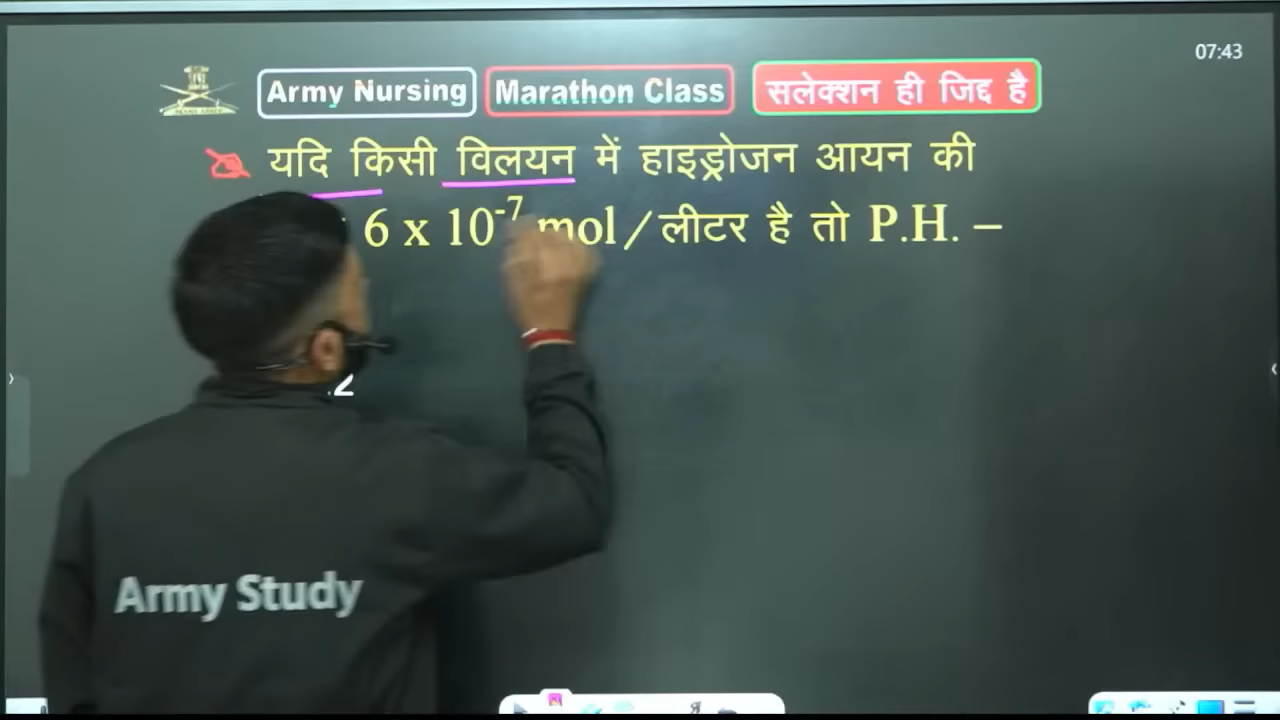 07:43
Army Nursing Marathon Class सलेक्शन ही जिद्द है
यदि किसी विलयन में हाइड्रोजन आयन की
6 x 10-7 mol/लीटर है तो P.H. –
.2
Army Study